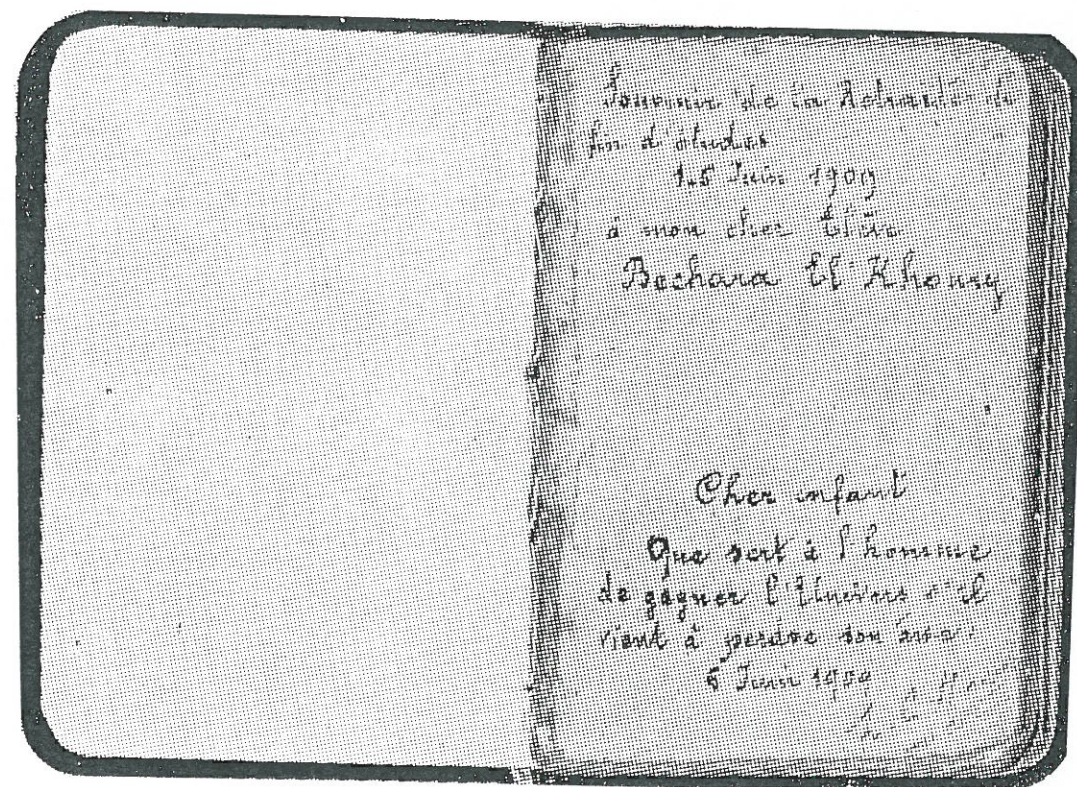 Souvenir de la Retraite de
fin d'études
1-5 Juin 1909
à mon cher Élève
Bechara El Khoury
Cher enfant
Que sert à l'homme
de gagner l'Univers s'il
vient à perdre son âme
5 Juin 1909